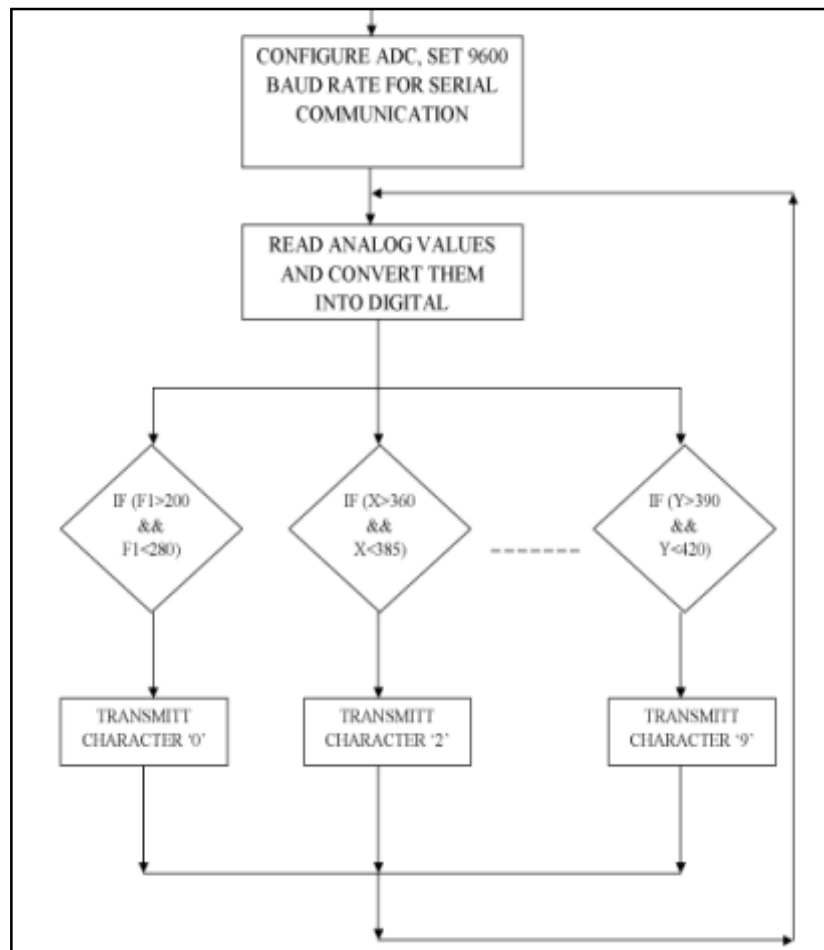 CONFIGURE ADC, SET 9600
BAUD RATE FOR SERIAL
COMMUNICATION
READ ANALOG VALUES
AND CONVERT THEM
INTO DIGITAL
IF (F1>200
&&
F1<280)
IF (X>360
&&
X<385)
IF (Y>390
&&
Y<420)
TRANSMITT
CHARACTER ‘0’
TRANSMITT
CHARACTER ‘2’
TRANSMITT
CHARACTER ‘9’